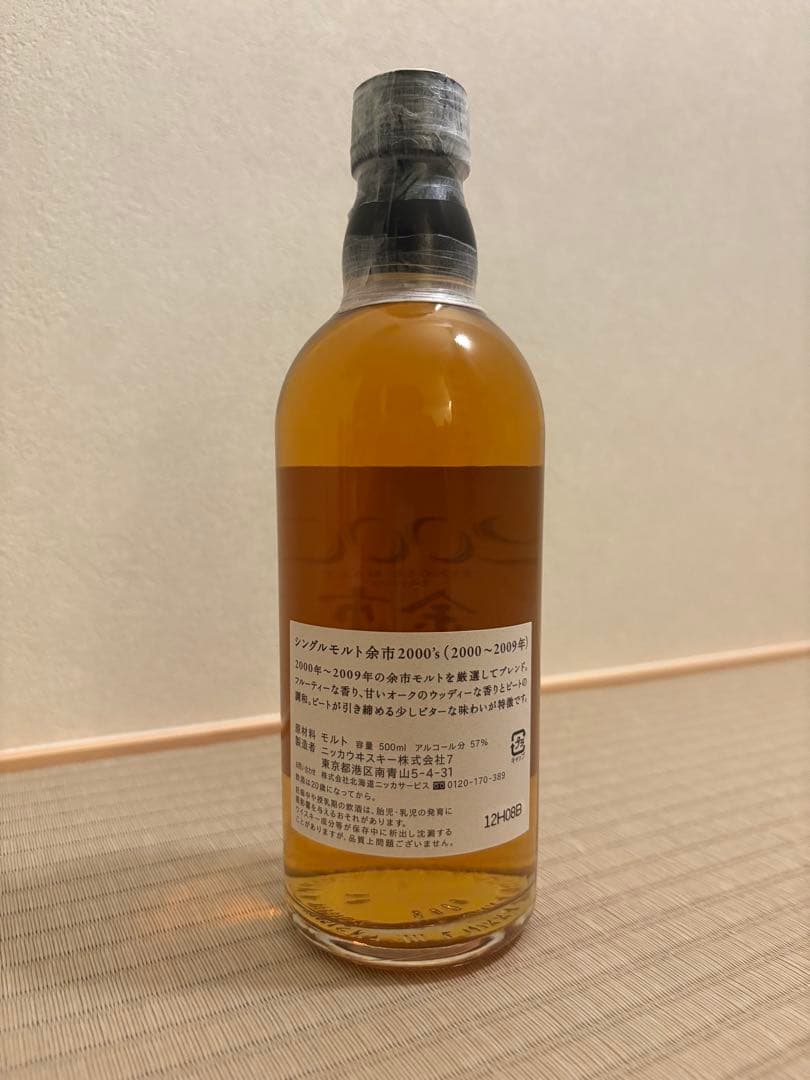 シングルモルト余市2000's(2000〜2009年)
2000年〜2009年の余市モルトを厳選してブレンド。
フルーティーな香り、甘いオークのウッディーな香りとピートの
調和。ピートが引き締める少しビターな味わいが特徴です。
原材料 モルト 容量 500ml アルコール分 57%
製造者 ニッカウヰスキー株式会社7
東京都港区南青山5-4-31
お問い合わせ 株式会社北海道ニッカサービス 0120-170-389
飲酒は20歳になってから。
妊娠中や授乳期の飲酒は、胎児・乳児の発育に
悪影響を与えるおそれがあります。
ウイスキー成分等が保存中に析出し沈澱する
ことがありますが、品質上問題ございません。
12H08B